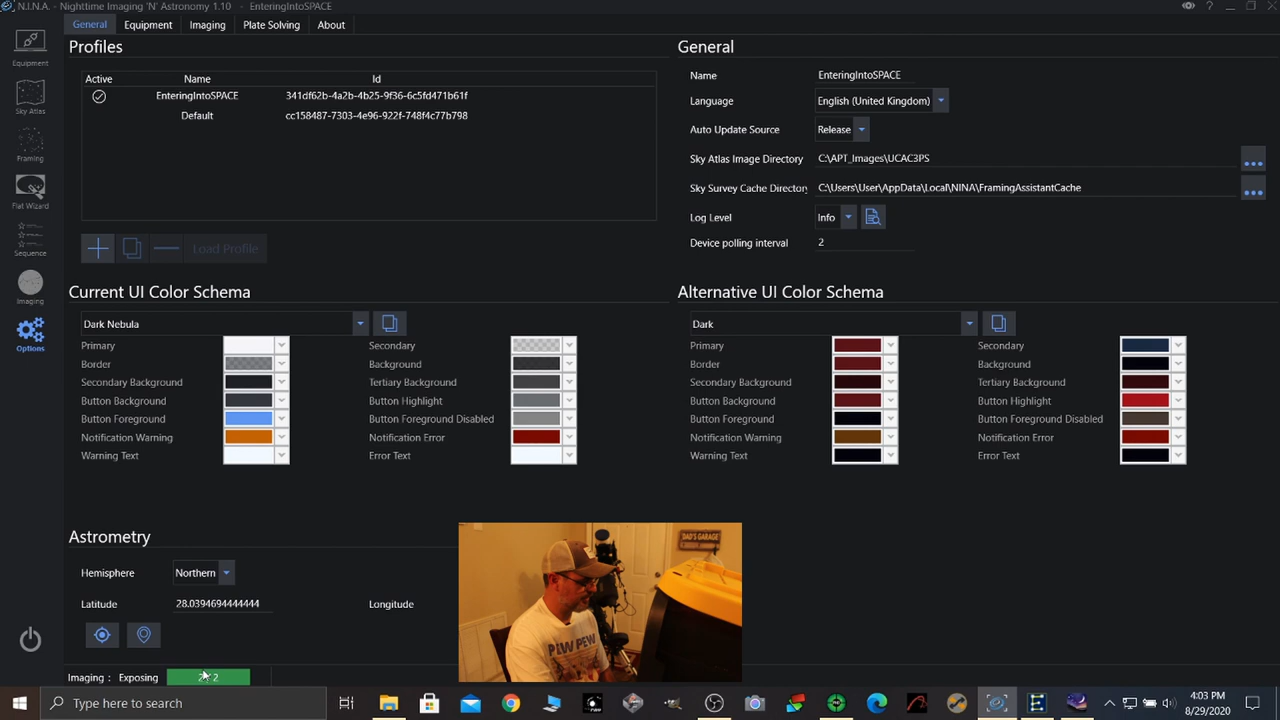 N.I.N.A. - Nighttime Imaging 'N' Astronomy 1.10 - EnteringIntoSPACE
General Equipment Imaging Plate Solving About
Equipment
Sky Atlas
Framing
Flat Wizard
Sequence
Imaging
Options
Profiles
Active Name Id
EnteringIntoSPACE 341df62b-4a2b-4b25-9f36-6c5fd471b61f
Default cc158487-7303-4e96-922f-748f4c77b798
Load Profile
General
Name EnteringIntoSPACE
Language English (United Kingdom)
Auto Update Source Release
Sky Atlas Image Directory C:\APT_Images\UCAC3PS
Sky Survey Cache Directory C:\Users\User\AppData\Local\NINA\FramingAssistantCache
Log Level Info
Device polling interval 2
Current UI Color Schema
Dark Nebula
Primary Secondary
Border Background
Secondary Background Tertiary Background
Button Background Button Highlight
Button Foreground Button Foreground Disabled
Notification Warning Notification Error
Warning Text Error Text
Alternative UI Color Schema
Dark
Primary Secondary
Border Background
Secondary Background Tertiary Background
Button Background Button Highlight
Button Foreground Button Foreground Disabled
Notification Warning Notification Error
Warning Text Error Text
Astrometry
Hemisphere Northern
Latitude 28.0394694444444 Longitude
DAD'S GARAGE
PEW PEW
Imaging : Exposing
Type here to search
4:03 PM
8/29/2020